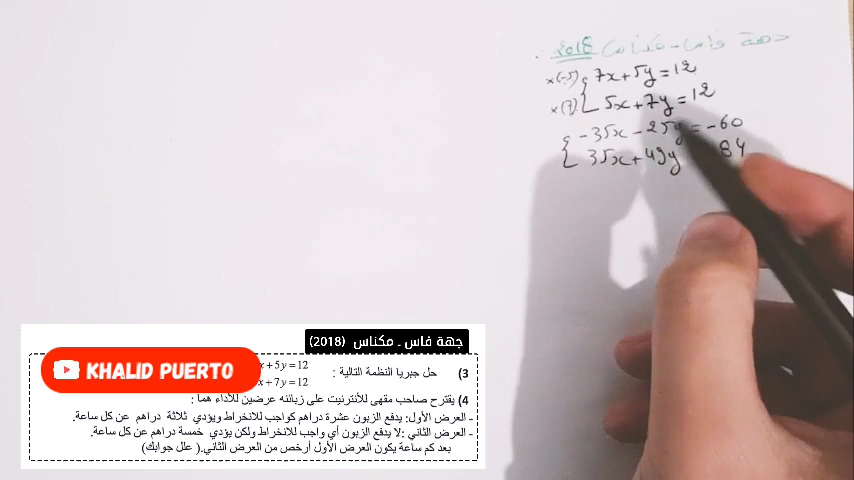 جهة فاس - مكناس 2018
x(-5) { 7x+5y=12
x(7) 5x+7y=12
{ -35x-25y=-60
35x+49y 84
جهة فاس ـ مكناس (2018)
3) حل جبريا النظمة التالية : x+5y=12
x+7y=12
KHALID PUERTO
4) يقترح صاحب مقهى للأنترنيت على زبنائه عرضين للأداء هما :
- العرض الأول: يدفع الزبون عشرة دراهم كواجب للانخراط ويؤدي ثلاثة دراهم عن كل ساعة.
- العرض الثاني :لا يدفع الزبون أي واجب للانخراط ولكن يؤدي خمسة دراهم عن كل ساعة.
بعد كم ساعة يكون العرض الأول أرخص من العرض الثاني.( علل جوابك)